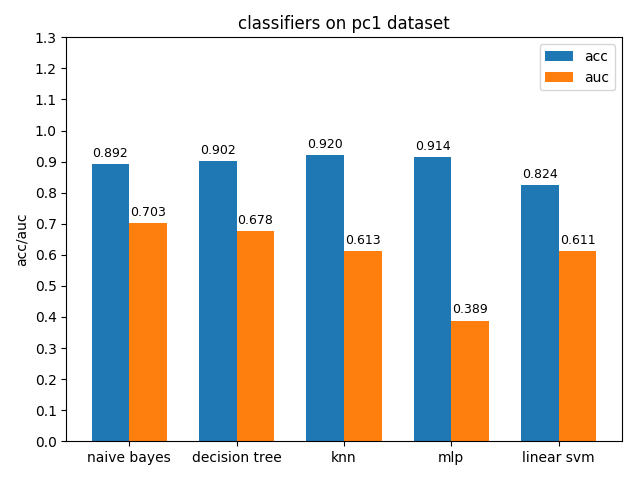 classifiers on pc1 dataset
1.3
1.2
1.1
1.0
0.9
0.8
0.7
0.6
0.5
0.4
0.3
0.2
0.1
0.0
acc/auc
acc
auc
0.892
0.703
0.902
0.678
0.920
0.613
0.914
0.389
0.824
0.611
naive bayes
decision tree
knn
mlp
linear svm